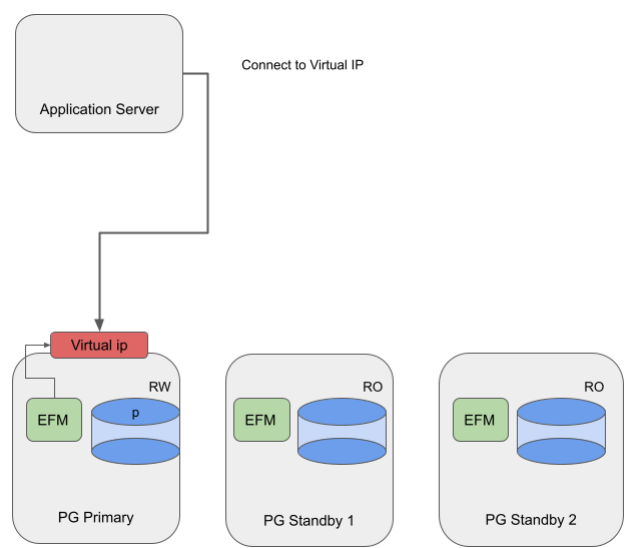 Connect to Virtual IP
Application Server
Virtual ip
RW
EFM
p
PG Primary
RO
EFM
PG Standby 1
RO
EFM
PG Standby 2